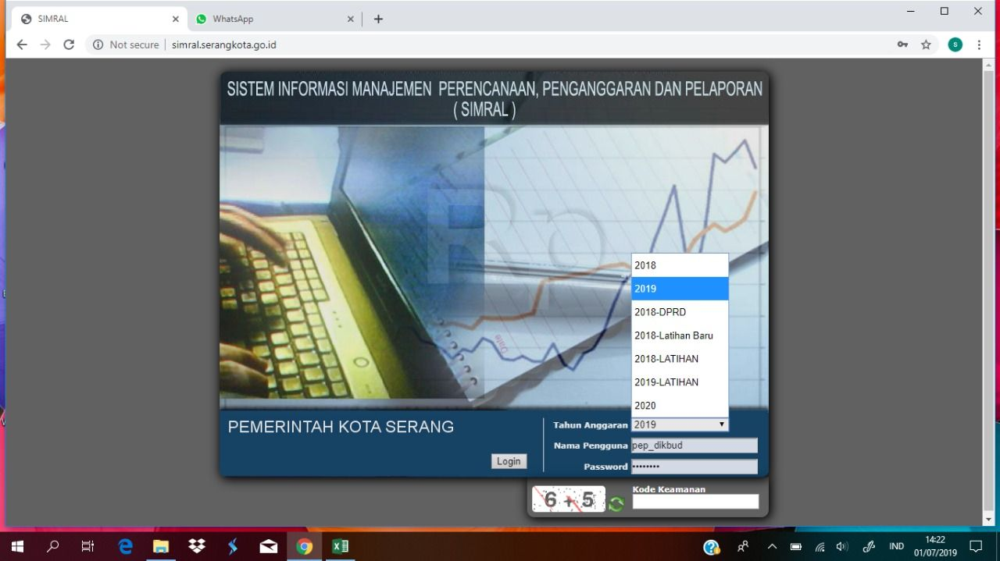 SIMRAL
WhatsApp
Not secure
simral.serangkota.go.id
S
SISTEM INFORMASI MANAJEMEN PERENCANAAN, PENGANGGARAN DAN PELAPORAN
( SIMRAL )
Rp
Date
2018
2019
2018-DPRD
2018-Latihan Baru
2018-LATIHAN
2019-LATIHAN
2020
PEMERINTAH KOTA SERANG
Tahun Anggaran 2019
Nama Pengguna pep_dikbud
Password ••••••••
Login
6 + 5
Kode Keamanan
IND
14:22
01/07/2019